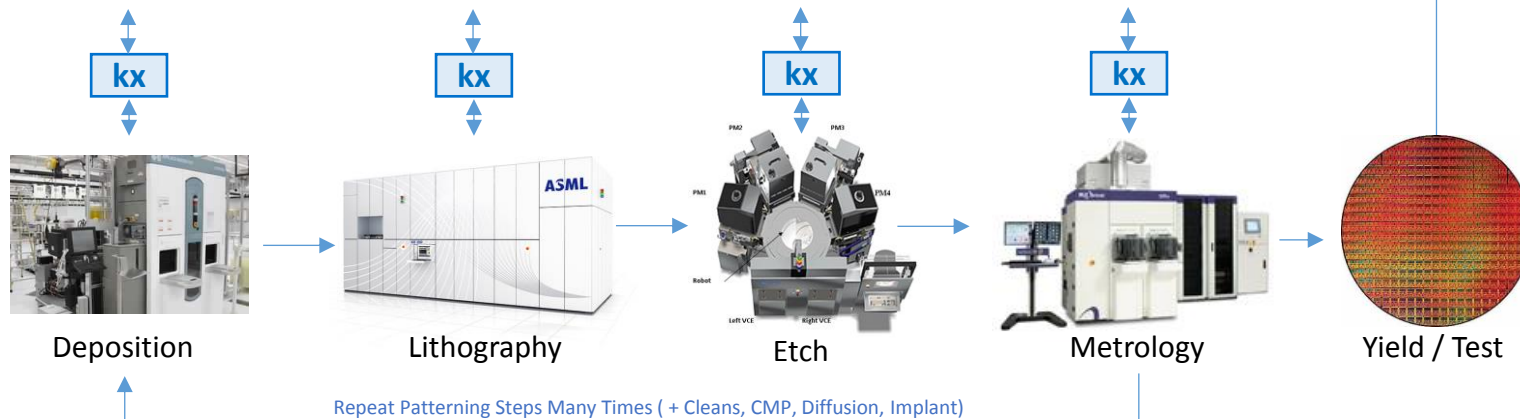 kx
kx
kx
kx
PM2
PM3
ASML
PM1
PM4
Robot
Left VCE
Right VCE
Deposition
Lithography
Etch
Metrology
Yield / Test
Repeat Patterning Steps Many Times ( + Cleans, CMP, Diffusion, Implant)